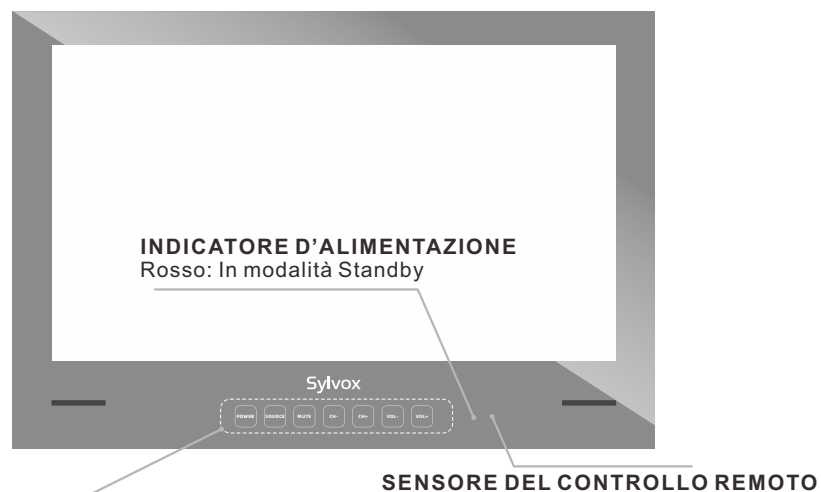 INDICATORE D’ALIMENTAZIONE
Rosso: In modalità Standby
Sylvox
POWER SOURCE MUTE CH- CH+ VOL- VOL+
SENSORE DEL CONTROLLO REMOTO